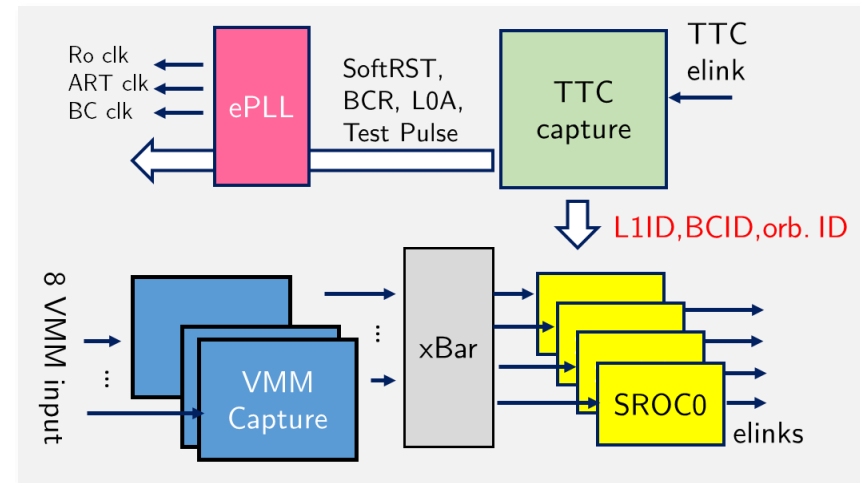 Ro clk
ART clk
BC clk
ePLL
SoftRST,
BCR, L0A,
Test Pulse
TTC
capture
TTC
elink
L1ID,BCID,orb. ID
8 VMM input
...
...
VMM
Capture
xBar
SROC0
elinks